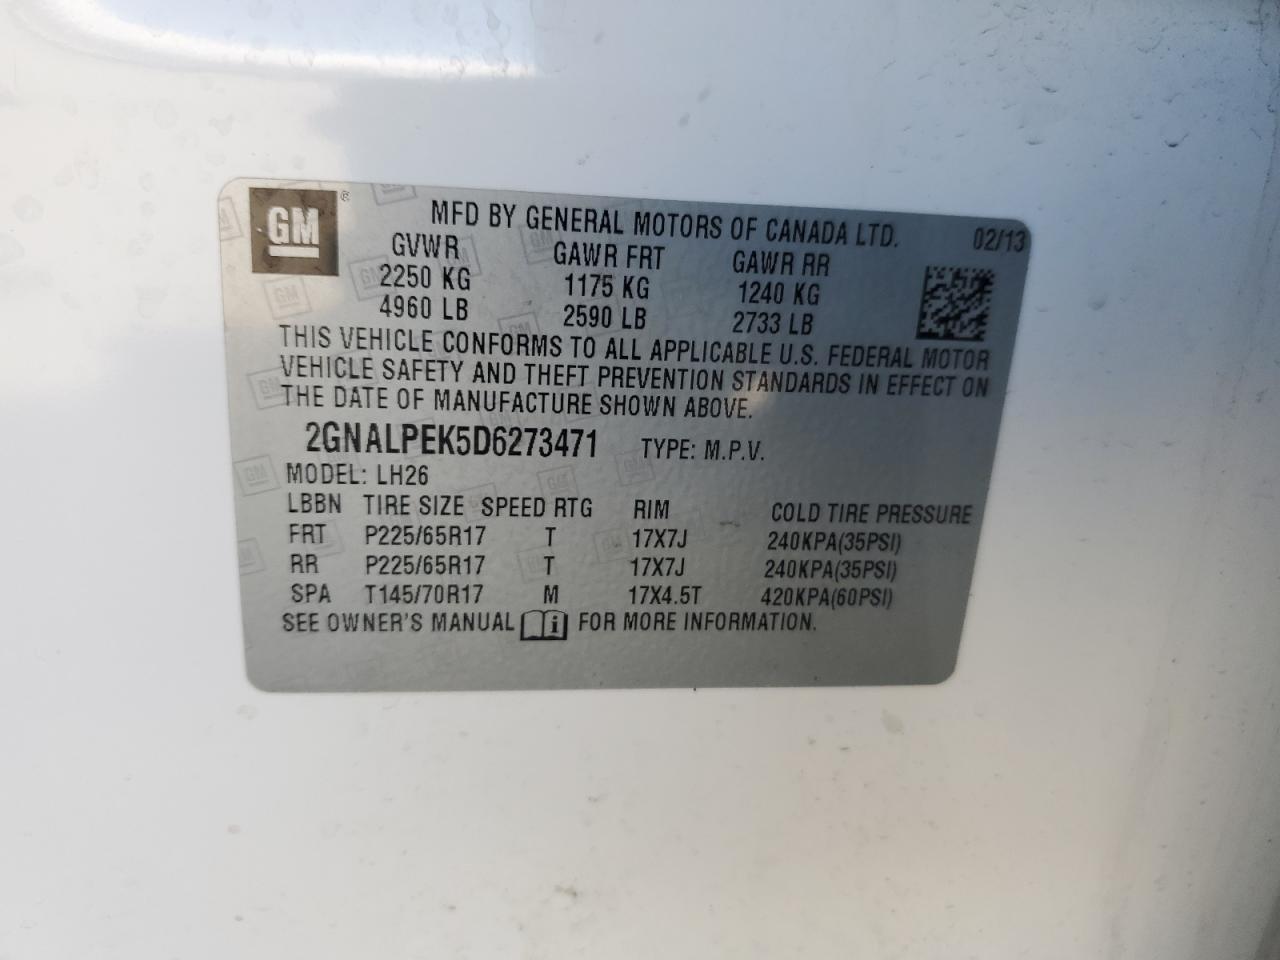 GM ®
MFD BY GENERAL MOTORS OF CANADA LTD. 02/13
GVWR GAWR FRT GAWR RR
2250 KG 1175 KG 1240 KG
4960 LB 2590 LB 2733 LB
THIS VEHICLE CONFORMS TO ALL APPLICABLE U.S. FEDERAL MOTOR
VEHICLE SAFETY AND THEFT PREVENTION STANDARDS IN EFFECT ON
THE DATE OF MANUFACTURE SHOWN ABOVE.
2GNALPEK5D6273471 TYPE: M.P.V.
MODEL: LH26
LBBN TIRE SIZE SPEED RTG RIM COLD TIRE PRESSURE
FRT P225/65R17 T 17X7J 240KPA(35PSI)
RR P225/65R17 T 17X7J 240KPA(35PSI)
SPA T145/70R17 M 17X4.5T 420KPA(60PSI)
SEE OWNER'S MANUAL i FOR MORE INFORMATION.